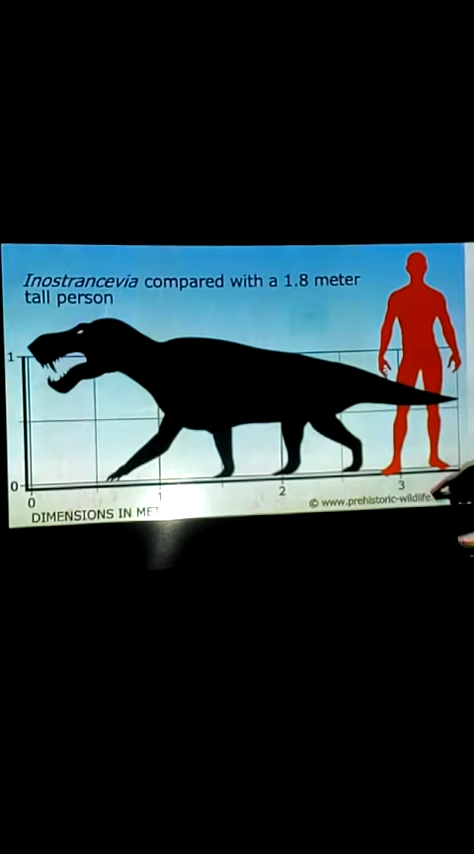 Inostrancevia compared with a 1.8 meter
tall person
1
0
0
1
2
3
© www.prehistoric-wildlife.
DIMENSIONS IN MET